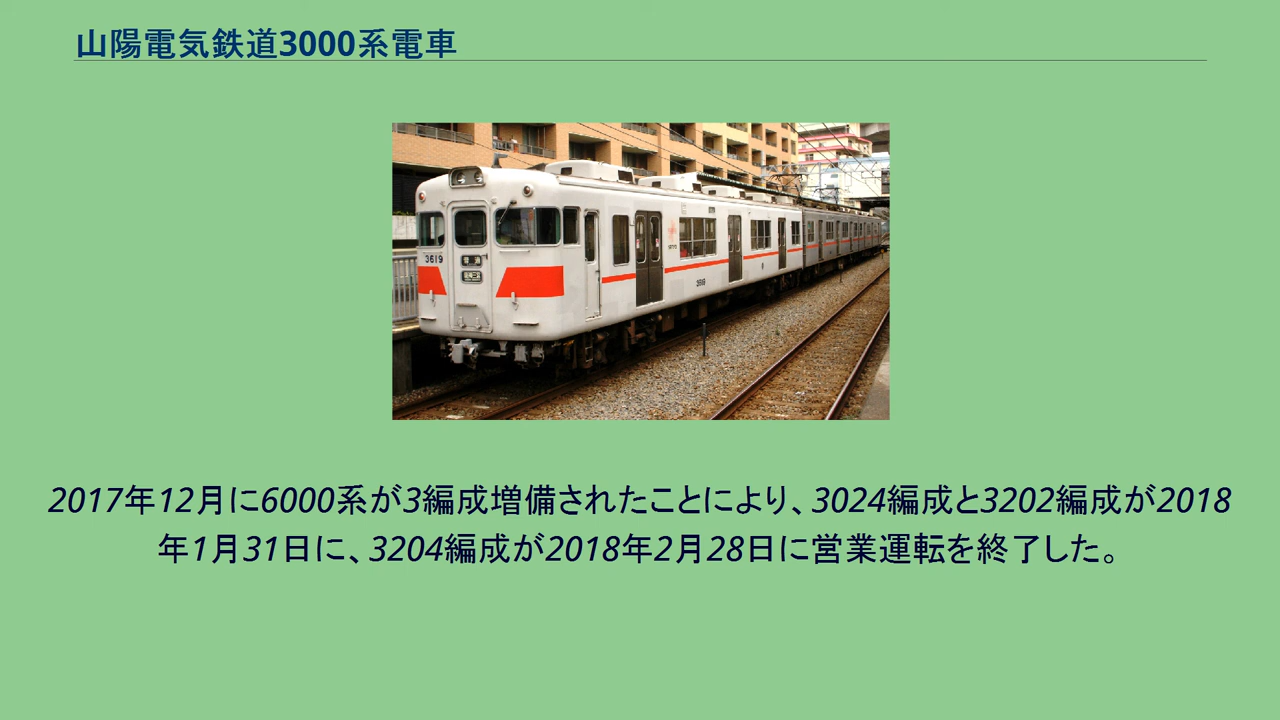 山陽電気鉄道3000系電車
3619
普通
3619
2017年12月に6000系が3編成増備されたことにより、3024編成と3202編成が2018
年1月31日に、3204編成が2018年2月28日に営業運転を終了した。